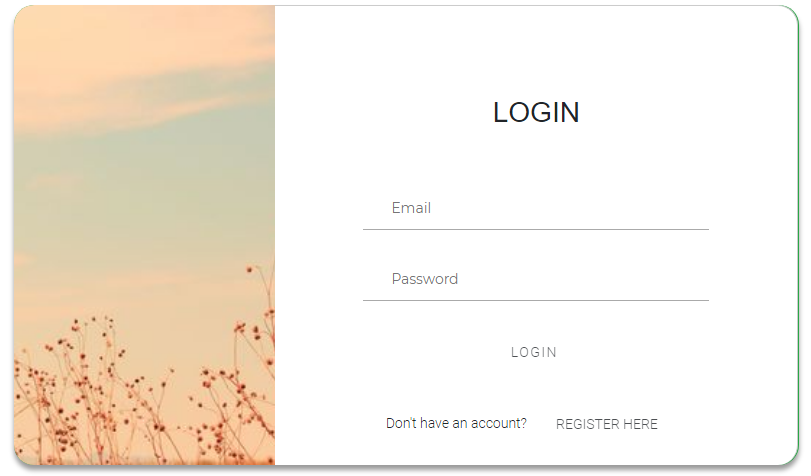 LOGIN
Email
Password
LOGIN
Don't have an account? REGISTER HERE